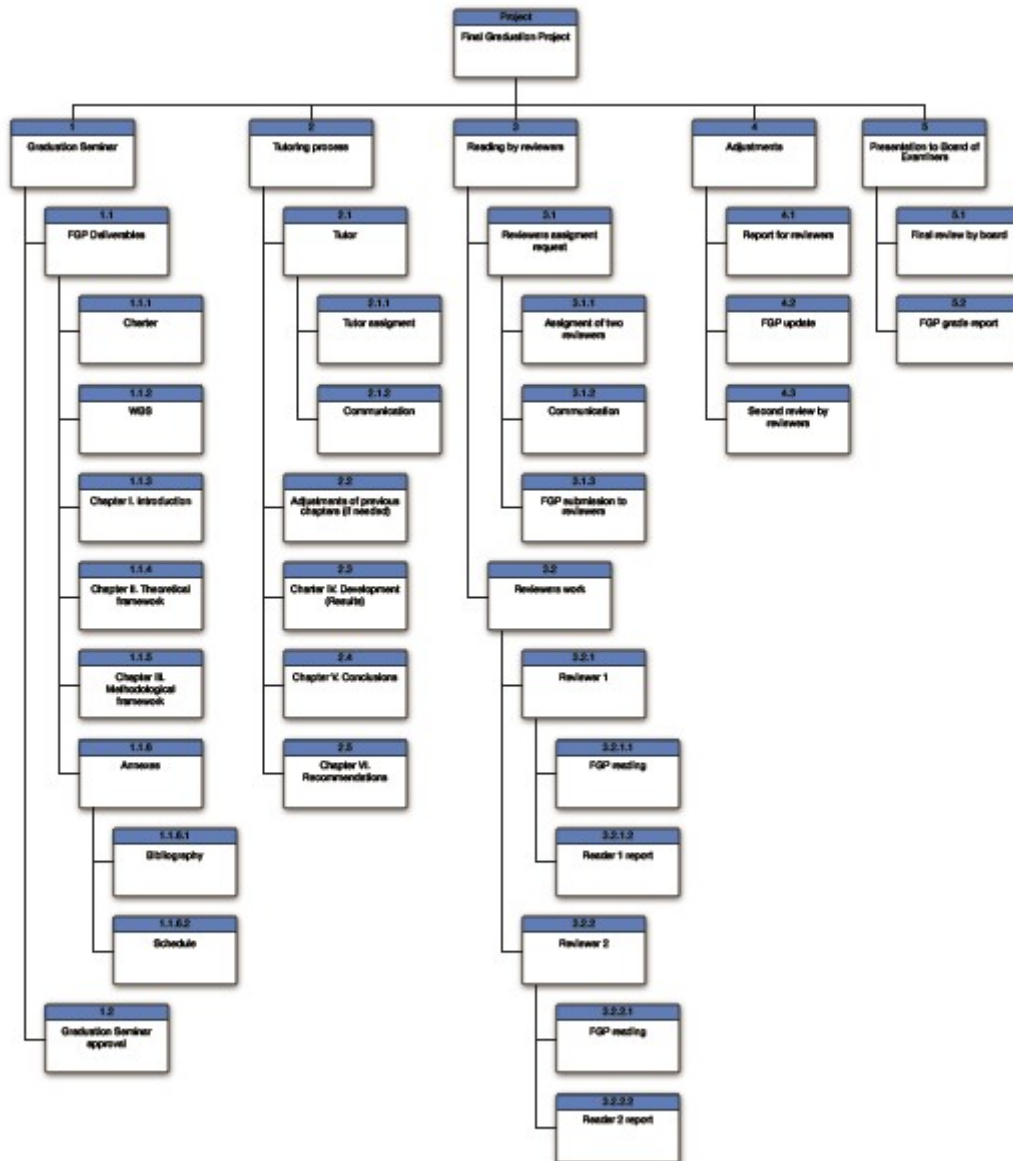 Project
Final Graduation Project
1
Graduation Seminar
1.1
FGP Deliverables
1.1.1
Charter
1.1.2
WBS
1.1.3
Chapter I. Introduction
1.1.4
Chapter II. Theoretical
framework
1.1.5
Chapter III.
Methodological
framework
1.1.6
Annexes
1.1.6.1
Bibliography
1.1.6.2
Schedule
1.2
Graduation Seminar
approval
2
Tutoring process
2.1
Tutor
2.1.1
Tutor assigment
2.1.2
Communication
2.2
Adjustments of previous
chapters (if needed)
2.3
Charter IV. Development
(Results)
2.4
Chapter V. Conclusions
2.5
Chapter VI.
Recommendations
3
Reading by reviewers
3.1
Reviewers assigment
request
3.1.1
Assigment of two
reviewers
3.1.2
Communication
3.1.3
FGP submission to
reviewers
3.2
Reviewers work
3.2.1
Reviewer 1
3.2.1.1
FGP reading
3.2.1.2
Reader 1 report
3.2.2
Reviewer 2
3.2.2.1
FGP reading
3.2.2.2
Reader 2 report
4
Adjustments
4.1
Report for reviewers
4.2
FGP update
4.3
Second review by
reviewers
5
Presentation to Board of
Examiners
5.1
Final review by board
5.2
FGP grade report